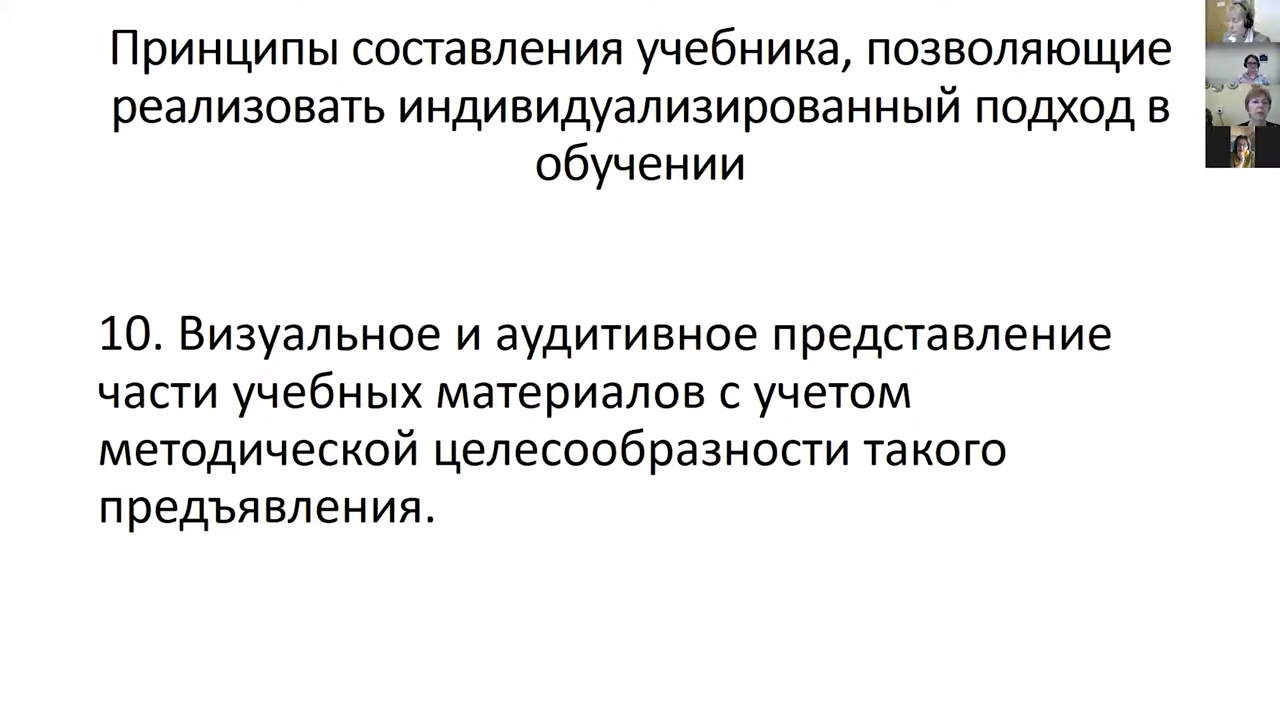 Принципы составления учебника, позволяющие
реализовать индивидуализированный подход в
обучении
10. Визуальное и аудитивное представление
части учебных материалов с учетом
методической целесообразности такого
предъявления.